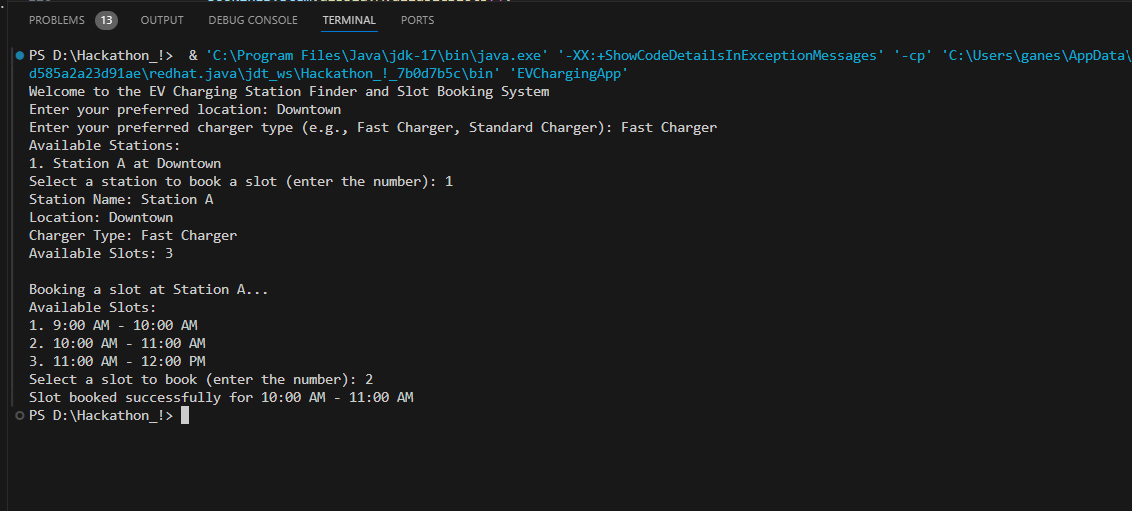 PROBLEMS 13 OUTPUT DEBUG CONSOLE TERMINAL PORTS
PS D:\Hackathon_!> & 'C:\Program Files\Java\jdk-17\bin\java.exe' '-XX:+ShowCodeDetailsInExceptionMessages' '-cp' 'C:\Users\ganes\AppData\
d585a2a23d91ae\redhat.java\jdt_ws\Hackathon_!_7b0d7b5c\bin' 'EVChargingApp'
Welcome to the EV Charging Station Finder and Slot Booking System
Enter your preferred location: Downtown
Enter your preferred charger type (e.g., Fast Charger, Standard Charger): Fast Charger
Available Stations:
1. Station A at Downtown
Select a station to book a slot (enter the number): 1
Station Name: Station A
Location: Downtown
Charger Type: Fast Charger
Available Slots: 3
Booking a slot at Station A...
Available Slots:
1. 9:00 AM - 10:00 AM
2. 10:00 AM - 11:00 AM
3. 11:00 AM - 12:00 PM
Select a slot to book (enter the number): 2
Slot booked successfully for 10:00 AM - 11:00 AM
PS D:\Hackathon_!>